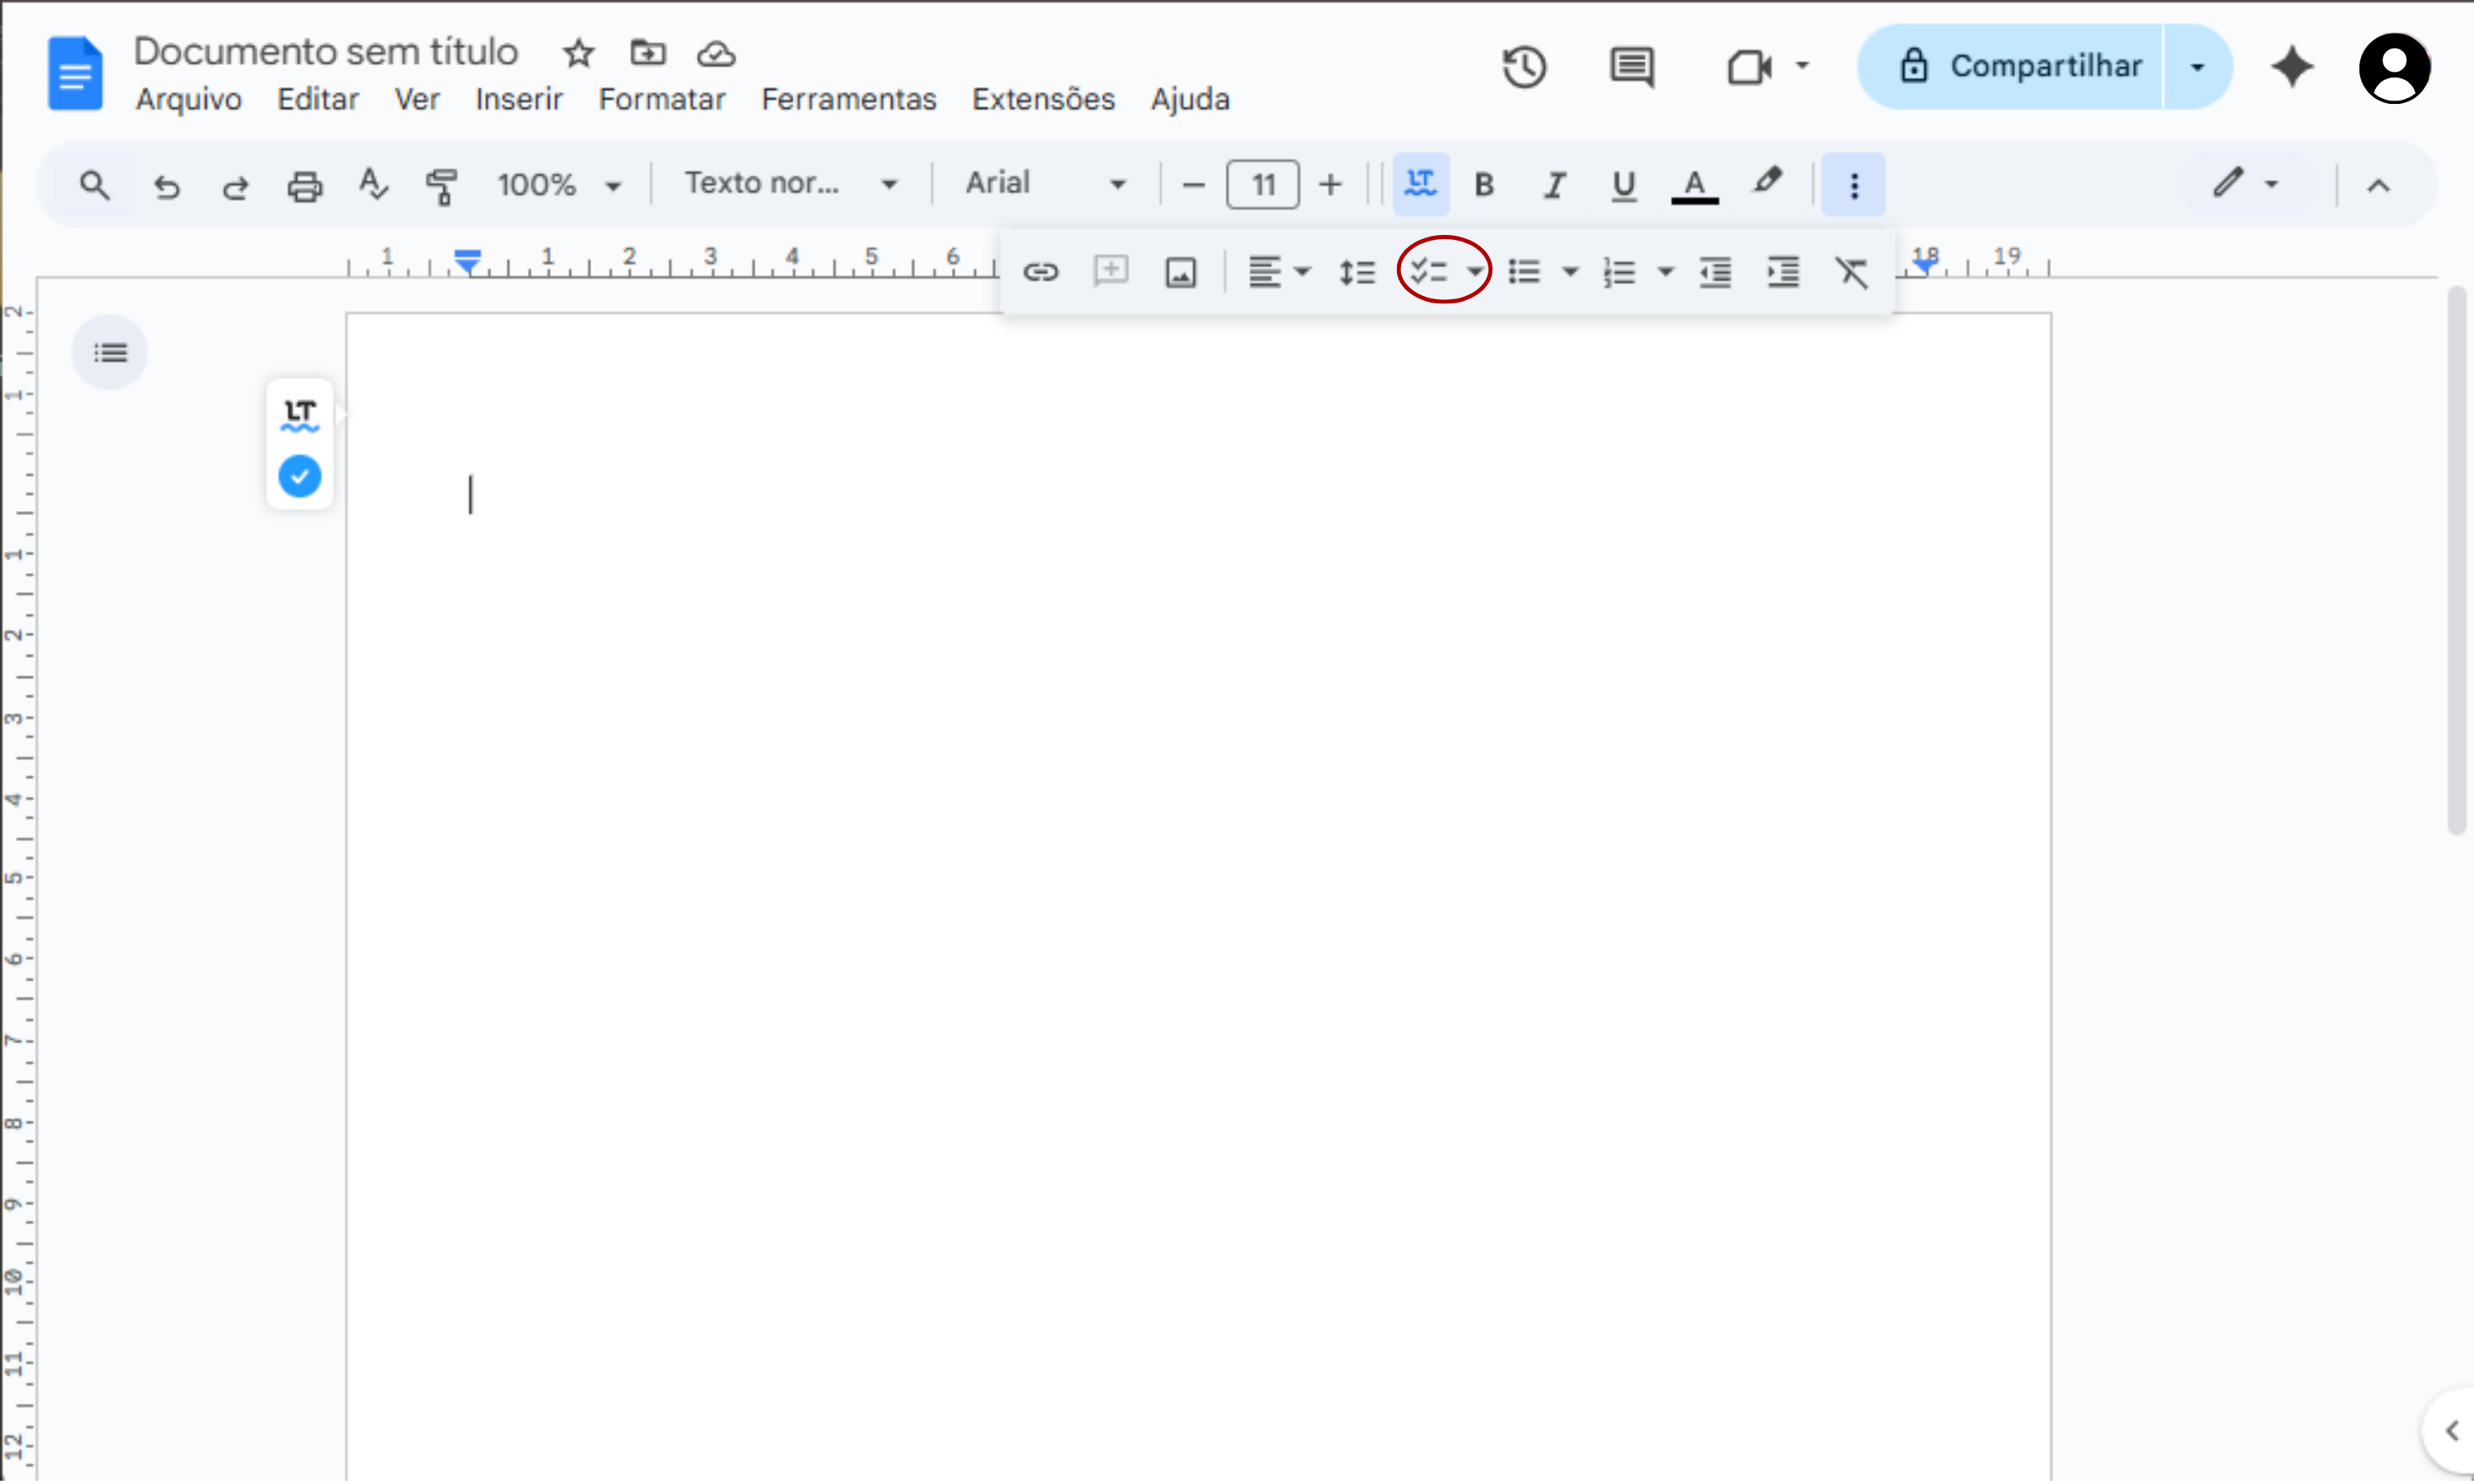 Documento sem título
Arquivo Editar Ver Inserir Formatar Ferramentas Extensões Ajuda
Compartilhar
100% Texto nor... Arial 11 LT B I U A
1 1 2 3 4 5 6 18 19
LT
2
1
1
2
3
4
5
6
7
8
9
10
11
12